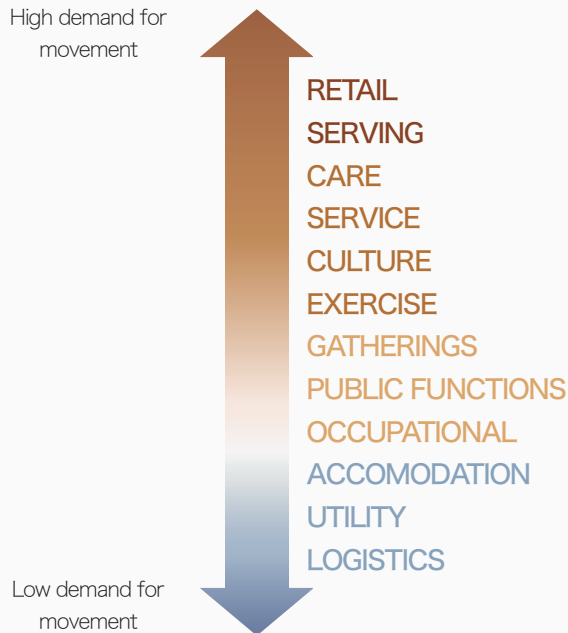 High demand for
movement
RETAIL
SERVING
CARE
SERVICE
CULTURE
EXERCISE
GATHERINGS
PUBLIC FUNCTIONS
OCCUPATIONAL
ACCOMODATION
UTILITY
LOGISTICS
Low demand for
movement